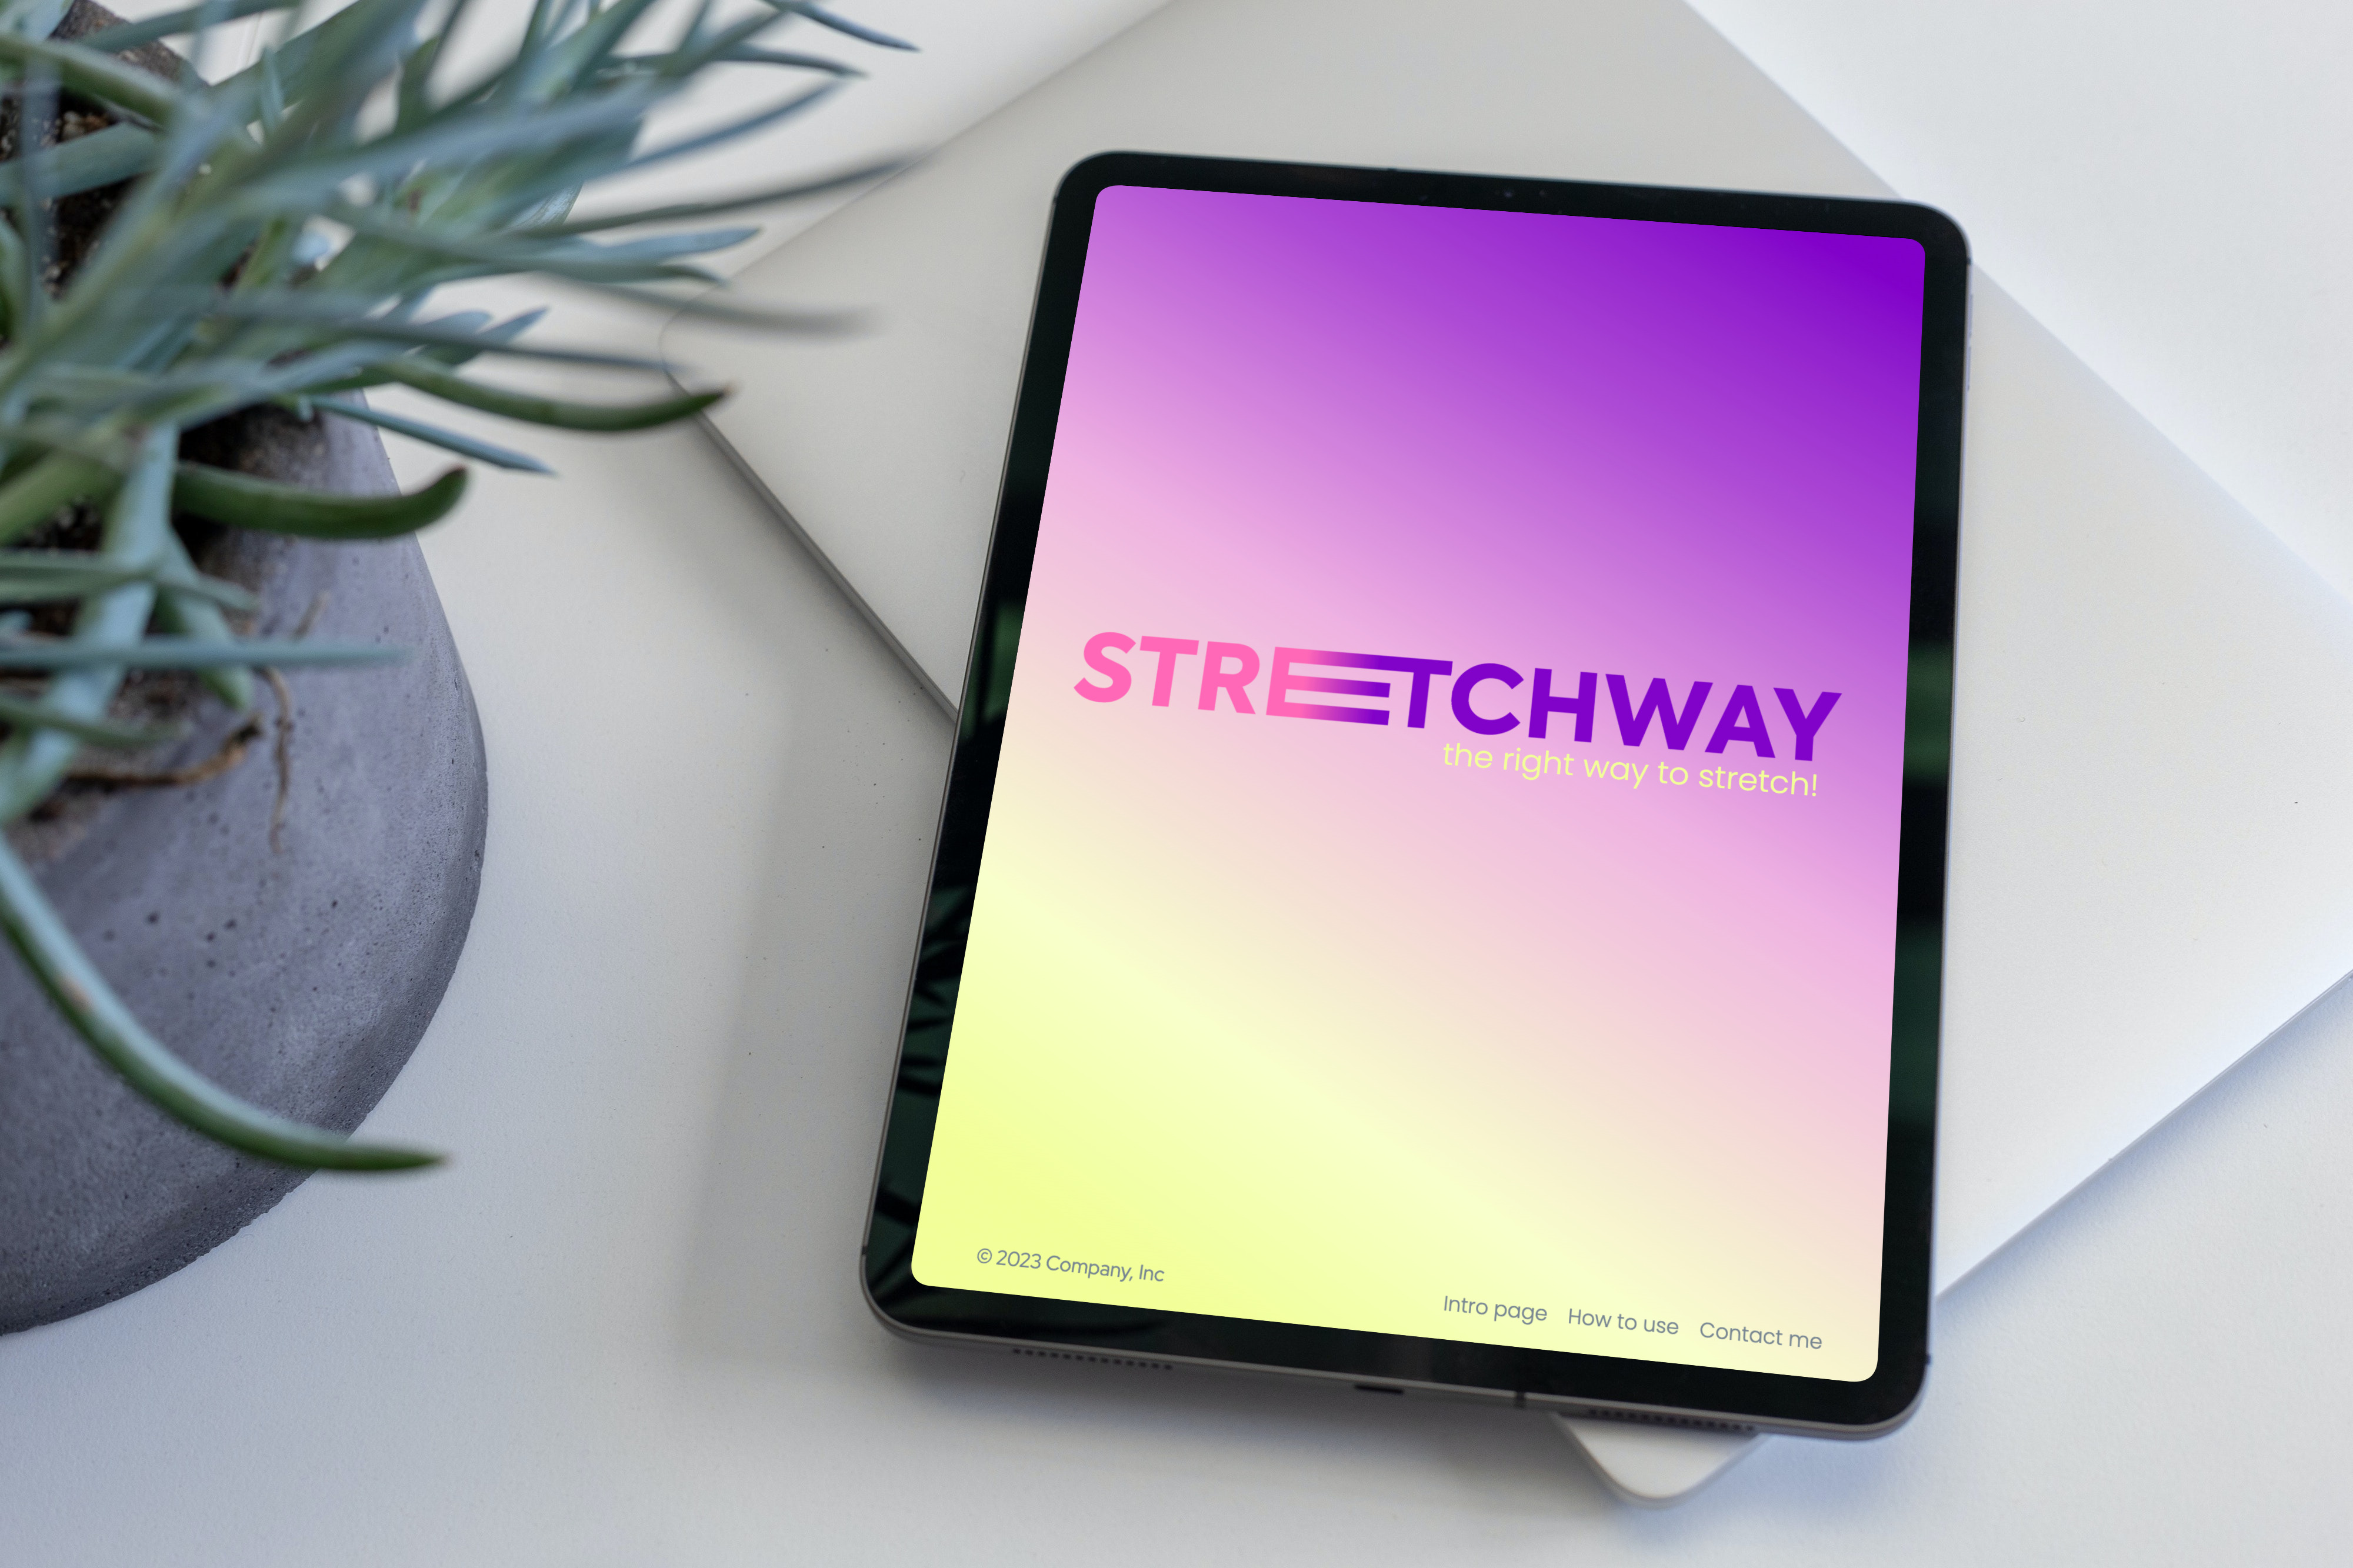 STRETCHWAY
the right way to stretch!
© 2023 Company, Inc
Intro page How to use Contact me